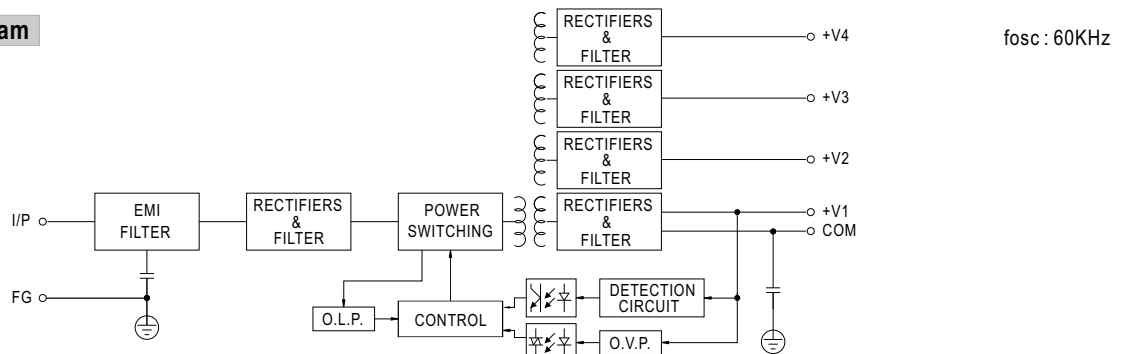 am
RECTIFIERS
&
FILTER
+V4
fosc : 60KHz
RECTIFIERS
&
FILTER
+V3
RECTIFIERS
&
FILTER
+V2
I/P
EMI
FILTER
RECTIFIERS
&
FILTER
POWER
SWITCHING
RECTIFIERS
&
FILTER
+V1
COM
FG
O.L.P.
CONTROL
DETECTION
CIRCUIT
O.V.P.